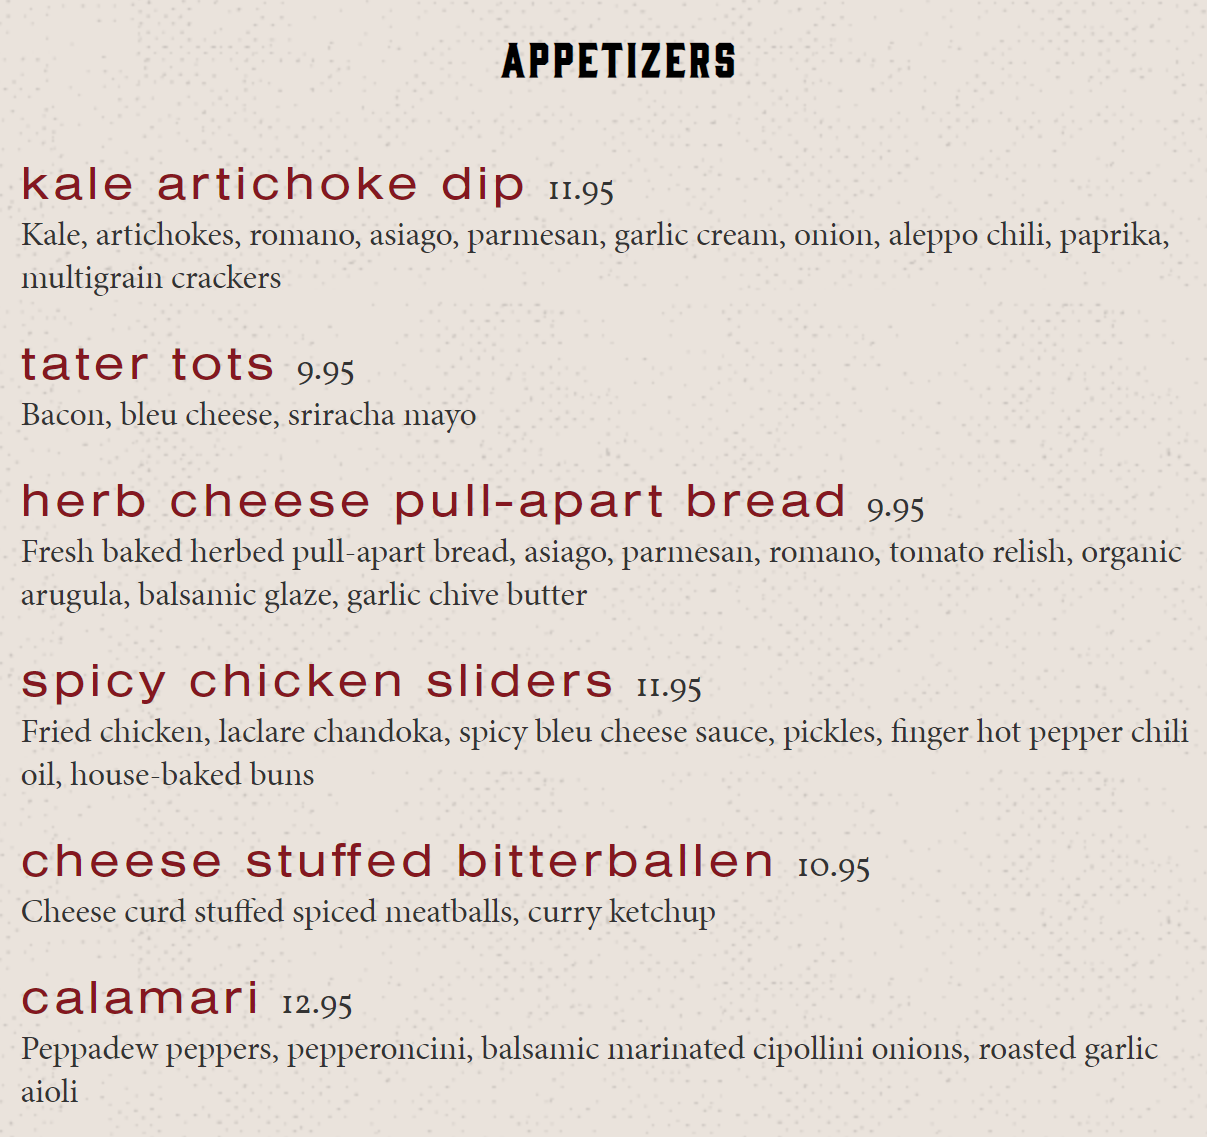 APPETIZERS
kale artichoke dip 11.95
Kale, artichokes, romano, asiago, parmesan, garlic cream, onion, aleppo chili, paprika,
multigrain crackers
tater tots 9.95
Bacon, bleu cheese, sriracha mayo
herb cheese pull-apart bread 9.95
Fresh baked herbed pull-apart bread, asiago, parmesan, romano, tomato relish, organic
arugula, balsamic glaze, garlic chive butter
spicy chicken sliders 11.95
Fried chicken, laclare chandoka, spicy bleu cheese sauce, pickles, finger hot pepper chili
oil, house-baked buns
cheese stuffed bitterballen 10.95
Cheese curd stuffed spiced meatballs, curry ketchup
calamari 12.95
Peppadew peppers, pepperoncini, balsamic marinated cipollini onions, roasted garlic
aioli